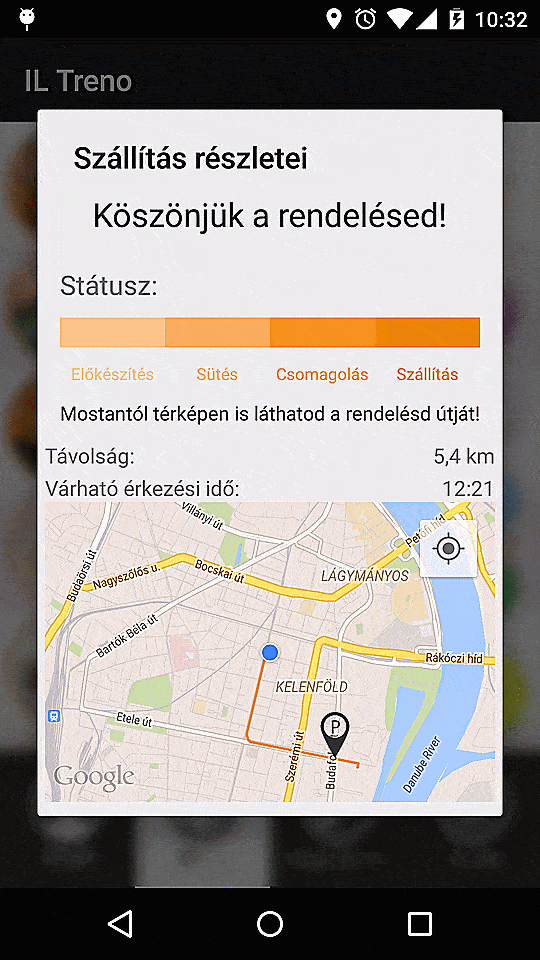 10:32
IL Treno
Szállítás részletei
Köszönjük a rendelésed!
Státusz:
Előkészítés Sütés Csomagolás Szállítás
Mostantól térképen is láthatod a rendelésd útját!
Távolság: 5,4 km
Várható érkezési idő: 12:21
Villányi út
Petőfi híd
Budaörsi út
Nagyszőlős u.
Bocskai út
LÁGYMÁNYOS
Bartók Béla út
Rákóczi híd
KELENFÖLD
Etele út
P
Szerémi út
Budafo
Danube River
Google